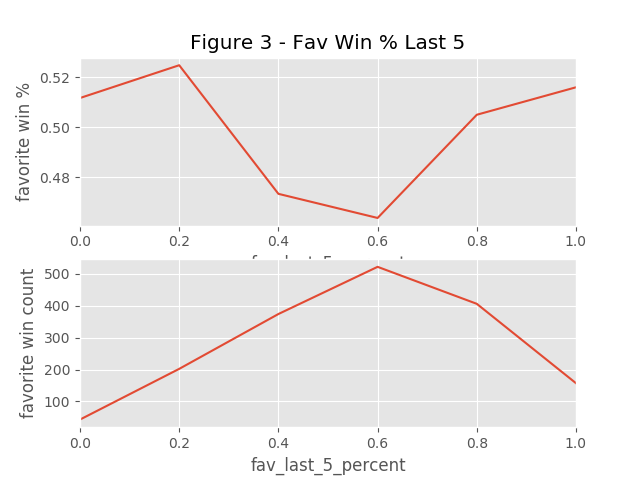 Figure 3 - Fav Win % Last 5
favorite win %
0.52
0.50
0.48
0.0 0.2 0.4 0.6 0.8 1.0
favorite win count
500
400
300
200
100
0.0 0.2 0.4 0.6 0.8 1.0
fav_last_5_percent